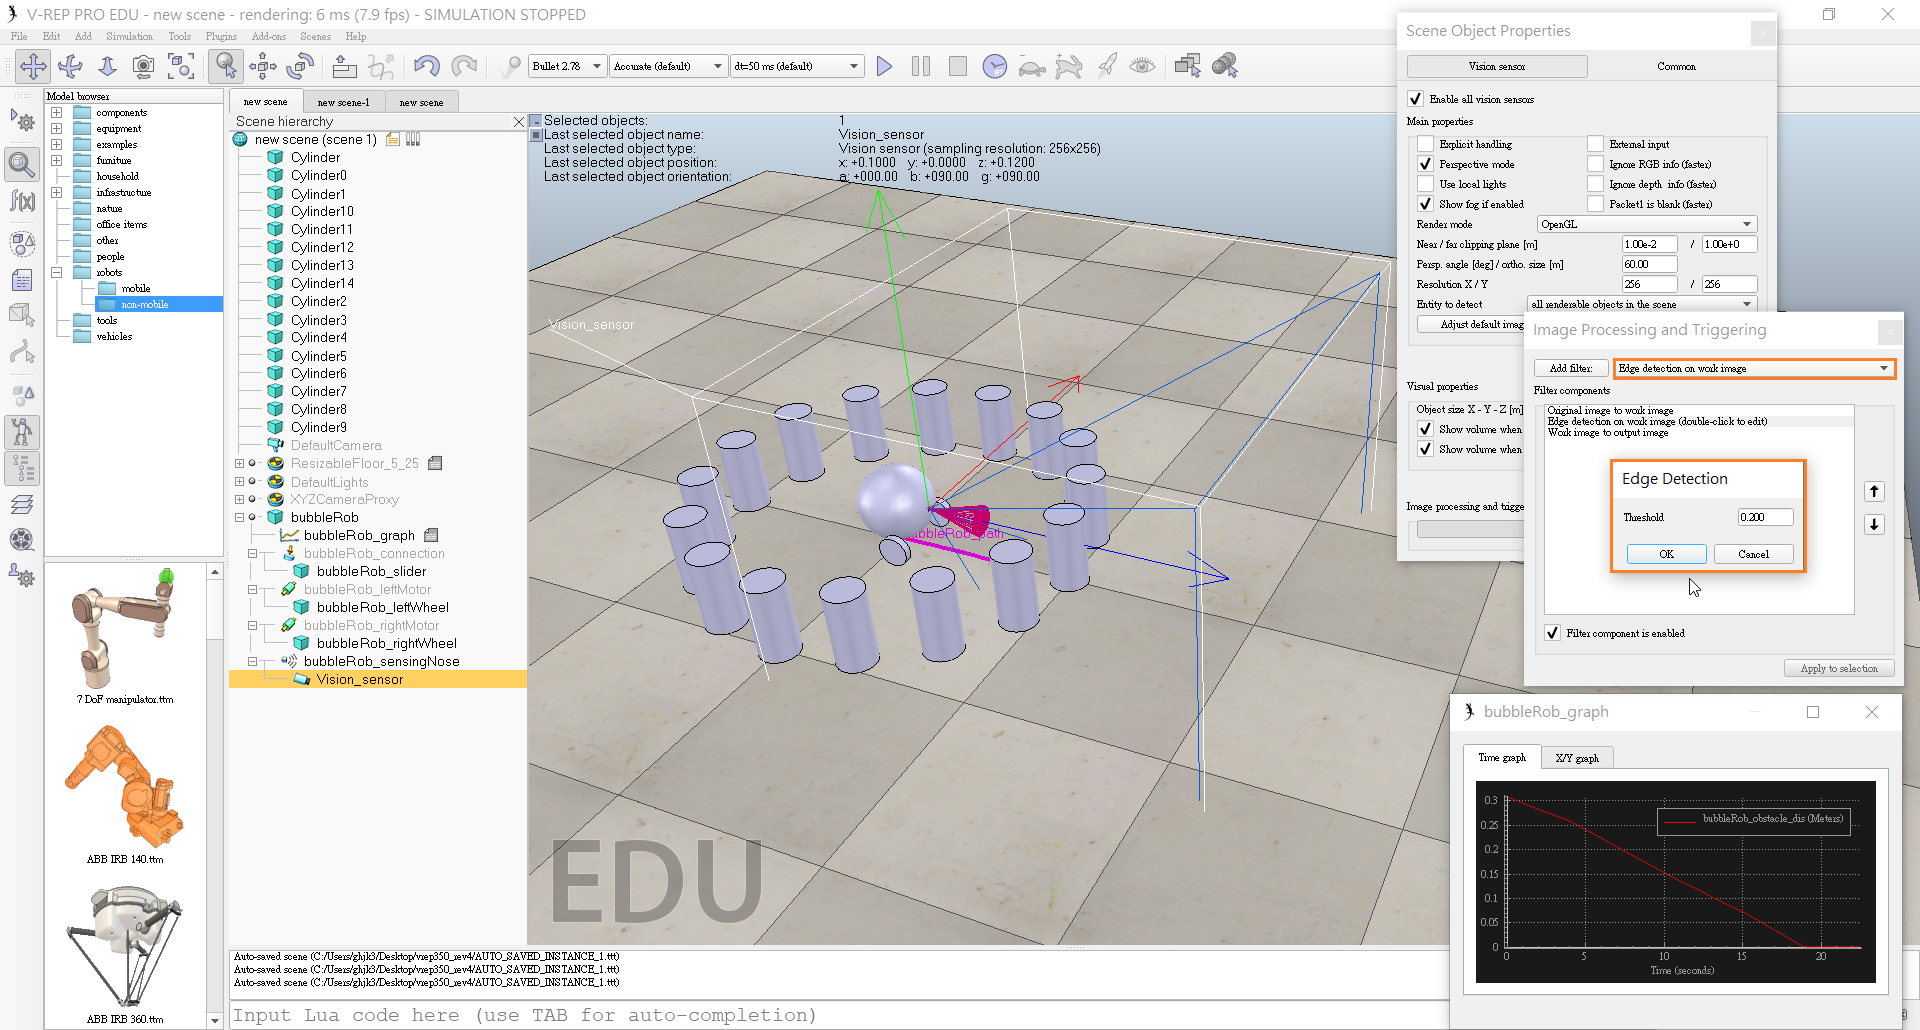 V-REP PRO EDU - new scene - rendering: 6 ms (7.9 fps) - SIMULATION STOPPED
File Edit Add Simulation Tools Plugins Add-ons Scenes Help
Bullet 2.78 Accurate (default) dt=50 ms (default)
Model browser
components
equipment
examples
furniture
household
infrastructure
nature
office items
other
people
robots
mobile
non-mobile
tools
vehicles
7 DoF manipulator.ttm
ABB IRB 140.ttm
ABB IRB 360.ttm
new scene new scene-1 new scene
Scene hierarchy
new scene (scene 1)
Cylinder
Cylinder0
Cylinder1
Cylinder10
Cylinder11
Cylinder12
Cylinder13
Cylinder14
Cylinder2
Cylinder3
Cylinder4
Cylinder5
Cylinder6
Cylinder7
Cylinder8
Cylinder9
DefaultCamera
ResizableFloor_5_25
DefaultLights
XYZCameraProxy
bubbleRob
bubbleRob_graph
bubbleRob_connection
bubbleRob_slider
bubbleRob_leftMotor
bubbleRob_leftWheel
bubbleRob_rightMotor
bubbleRob_rightWheel
bubbleRob_sensingNose
Vision_sensor
Selected objects: 1
Last selected object name: Vision_sensor
Last selected object type: Vision sensor (sampling resolution: 256x256)
Last selected object position: x: +0.1000 y: +0.0000 z: +0.1200
Last selected object orientation: a: +000.00 b: +090.00 g: +090.00
Vision_sensor
bubbleRob_path
EDU
Auto-saved scene (C:/Users/ghjk3/Desktop/vrep350_rev4/AUTO_SAVED_INSTANCE_1.ttt)
Auto-saved scene (C:/Users/ghjk3/Desktop/vrep350_rev4/AUTO_SAVED_INSTANCE_1.ttt)
Auto-saved scene (C:/Users/ghjk3/Desktop/vrep350_rev4/AUTO_SAVED_INSTANCE_1.ttt)
Input Lua code here (use TAB for auto-completion)
Scene Object Properties
Vision sensor Common
Enable all vision sensors
Main properties
Explicit handling External input
Perspective mode Ignore RGB info (faster)
Use local lights Ignore depth info (faster)
Show fog if enabled Packet1 is blank (faster)
Render mode OpenGL
Near / far clipping plane [m] 1.00e-2 / 1.00e+0
Persp. angle [deg] / ortho. size [m] 60.00
Resolution X / Y 256 / 256
Entity to detect all renderable objects in the scene
Adjust default imag
Visual properties
Object size X - Y - Z [m]
Show volume when
Show volume when
Image processing and trigge
Image Processing and Triggering
Add filter: Edge detection on work image
Filter components
Original image to work image
Edge detection on work image (double-click to edit)
Work image to output image
Edge Detection
Threshold 0.200
OK Cancel
Filter component is enabled
Apply to selection
bubbleRob_graph
Time graph X/Y graph
bubbleRob_obstacle_dis (Meters)
0.3
0.25
0.2
0.15
0.1
0.05
0
0 5 10 15 20
Time (seconds)